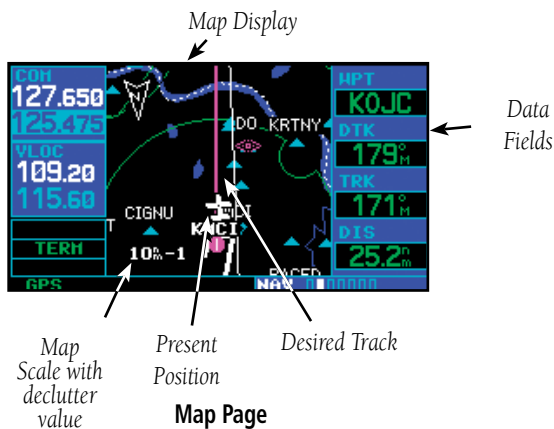 Map Display
COM
127.650
125.475
VLOC
109.20
115.60
TERM
GPS
DO
KRTNY
CIGNU
T
KMCI
10nm-1
RACED
NAV
WPT
KOJC
DTK
179°M
TRK
171°M
DIS
25.2nm
Data
Fields
Map
Scale with
declutter
value
Present
Position
Desired Track
Map Page